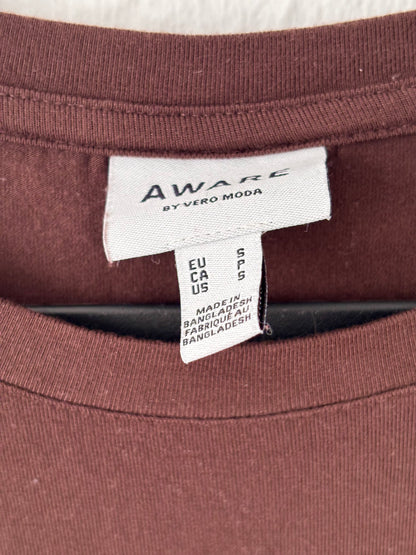 AWARE
BY VERO MODA
EU S
CA P
US S
MADE IN
BANGLADESH
FABRIQUÉ AU
BANGLADESH